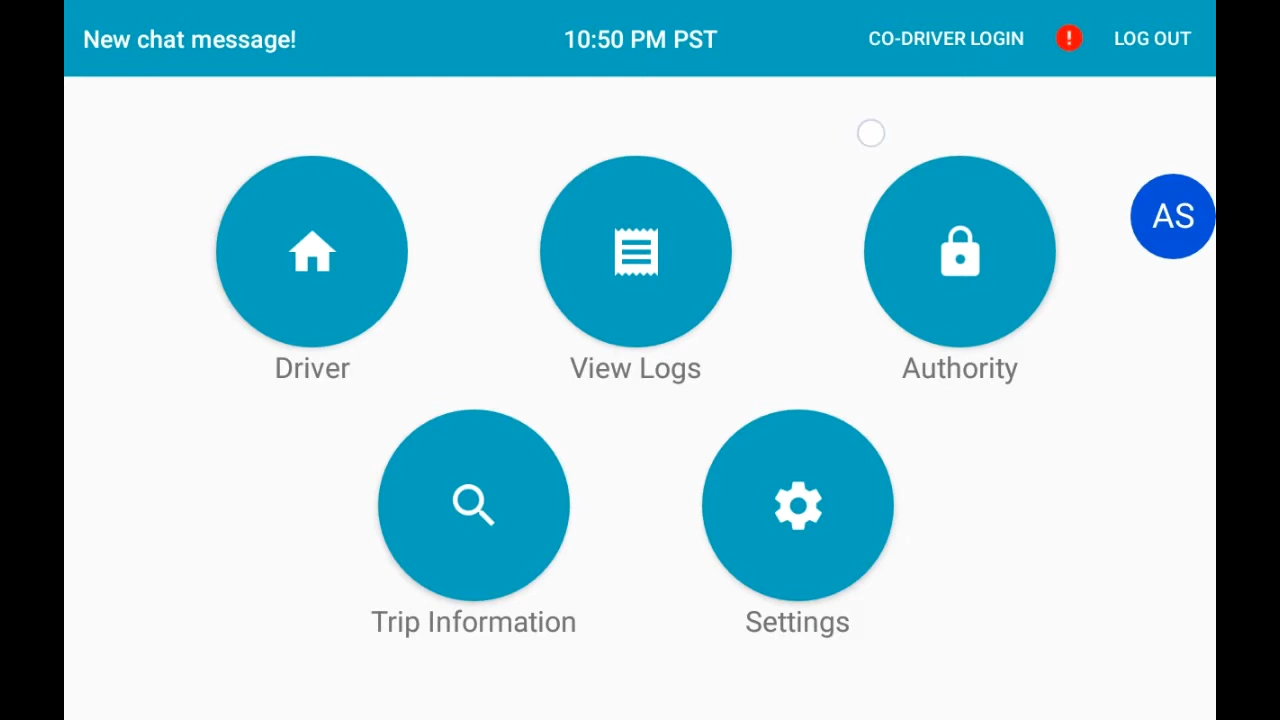 New chat message!
10:50 PM PST
CO-DRIVER LOGIN
!
LOG OUT
AS
Driver
View Logs
Authority
Trip Information
Settings